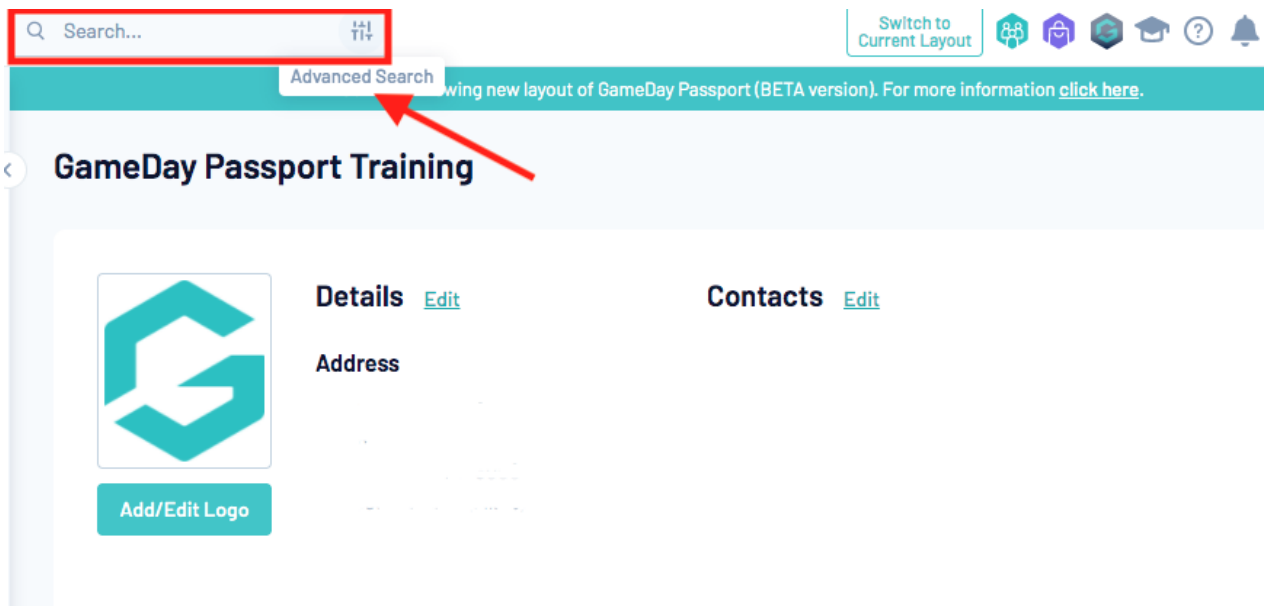 Search...
Switch to
Current Layout
Advanced Search
wing new layout of GameDay Passport (BETA version). For more information click here.
GameDay Passport Training
Details Edit
Contacts Edit
Address
Add/Edit Logo